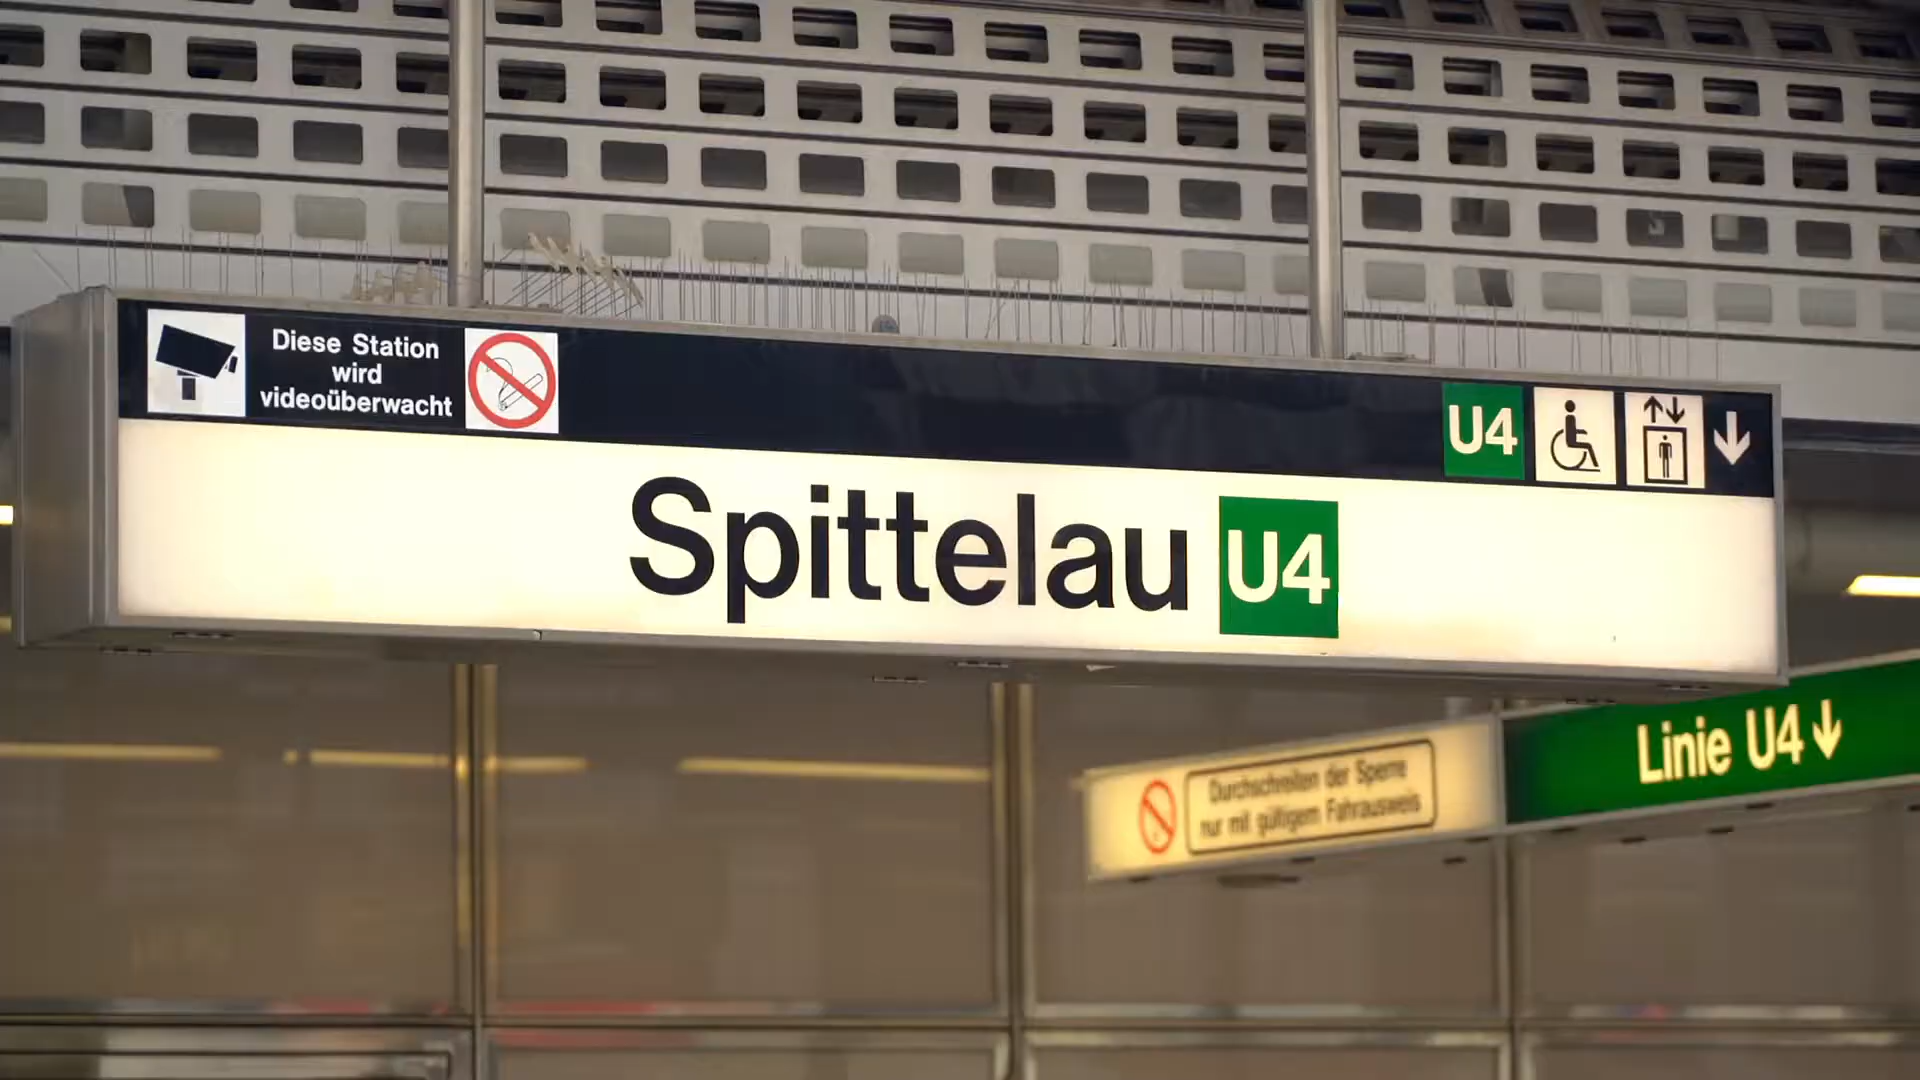 Diese Station
wird
videoüberwacht
U4
Spittelau U4
Linie U4
Durchschreiten der Sperre
nur mit gültigem Fahrausweis